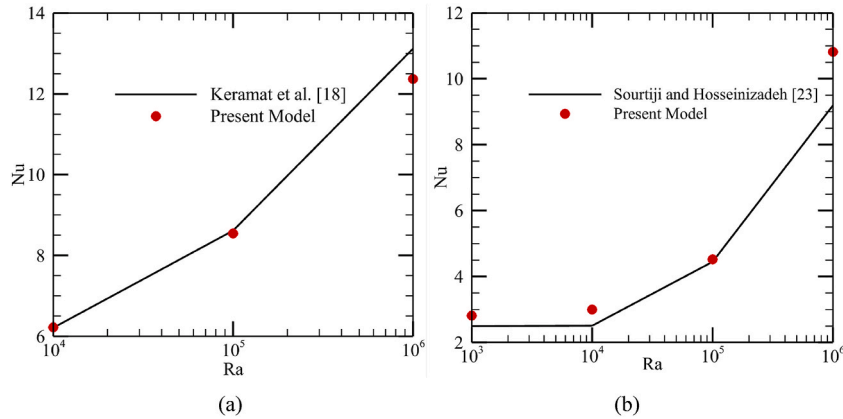 14
12
10
8
6
Nu
Keramat et al. [18]
Present Model
10⁴
10⁵
10⁶
Ra
(a)
12
10
8
6
4
2
Nu
Sourtiji and Hosseinizadeh [23]
Present Model
10³
10⁴
10⁵
10⁶
Ra
(b)